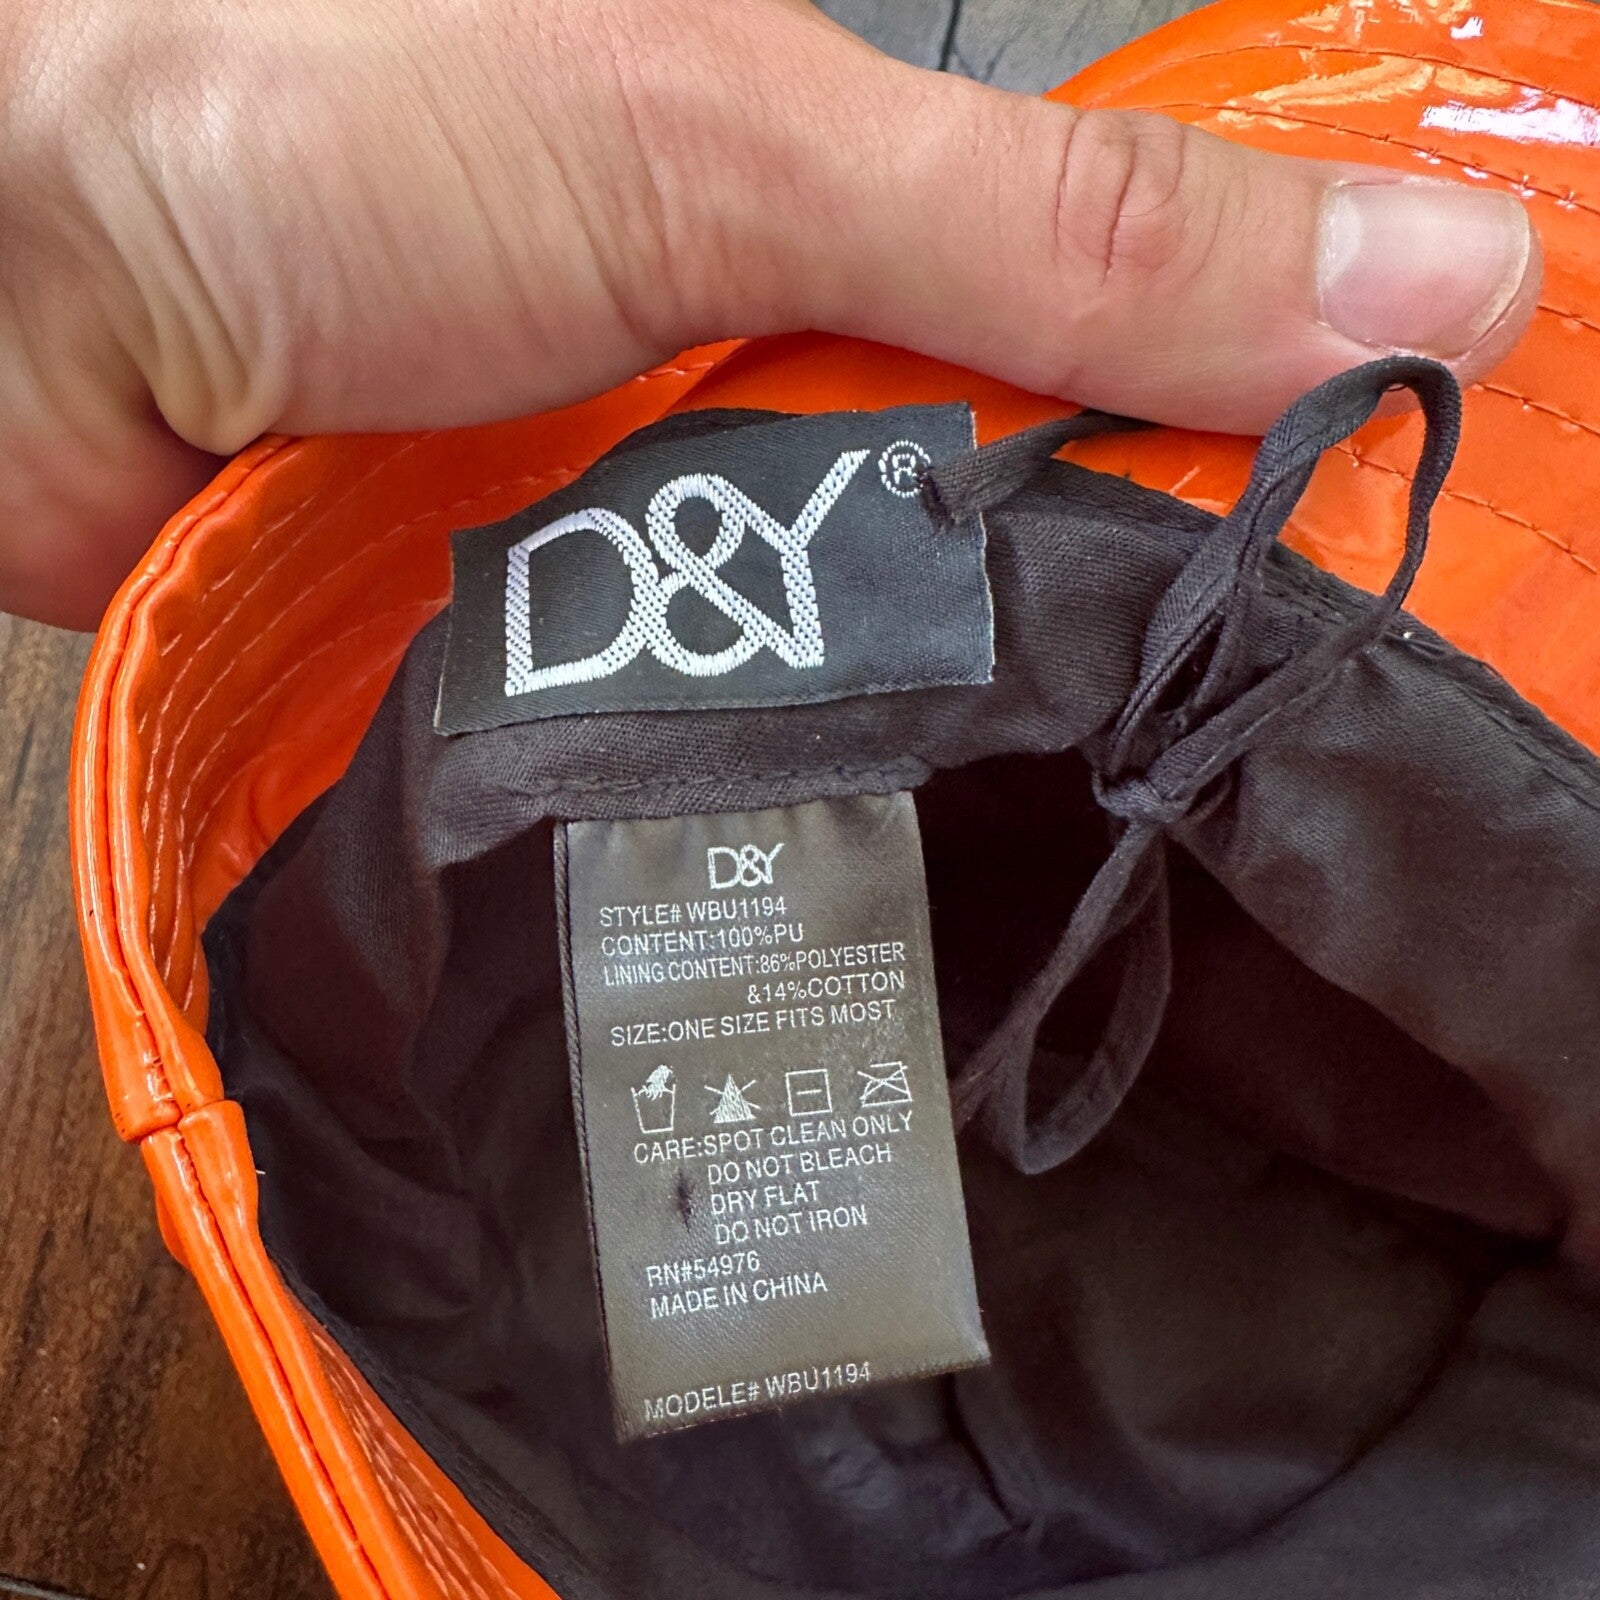 D&Y®
D&Y
STYLE# WBU1194
CONTENT:100%PU
LINING CONTENT:86%POLYESTER
&14%COTTON
SIZE:ONE SIZE FITS MOST
CARE:SPOT CLEAN ONLY
DO NOT BLEACH
DRY FLAT
DO NOT IRON
RN#54976
MADE IN CHINA
MODELE# WBU1194